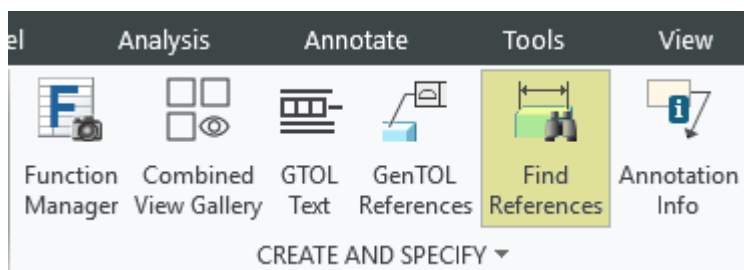 el Analysis Annotate Tools View
Function Manager
Combined View Gallery
GTOL Text
GenTOL References
Find References
Annotation Info
CREATE AND SPECIFY